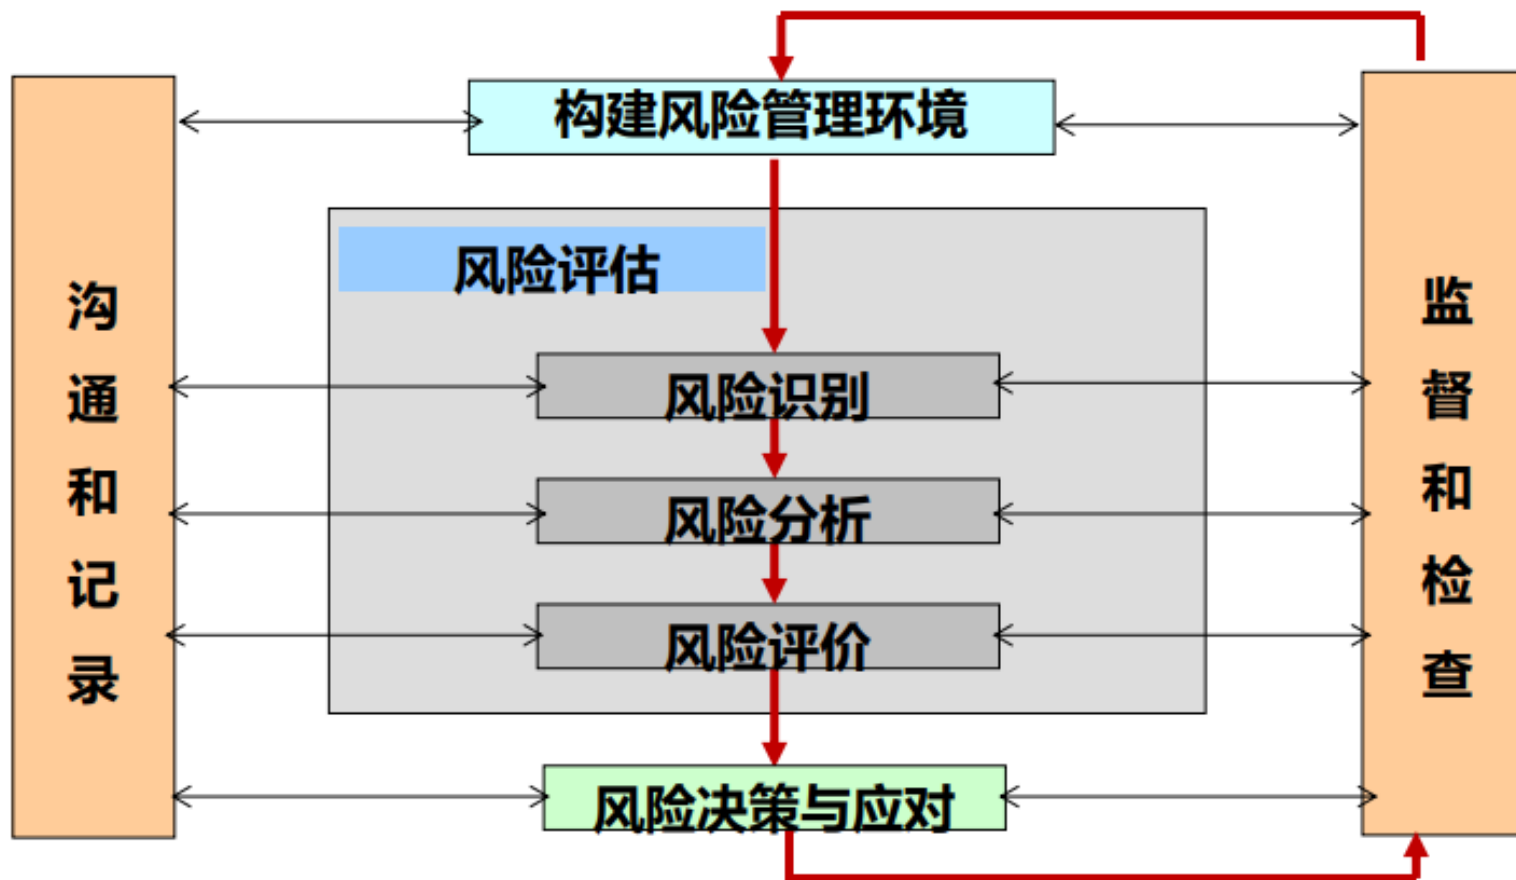 构建风险管理环境
风险评估
沟通和记录
风险识别
风险分析
风险评价
风险决策与应对
监督和检查